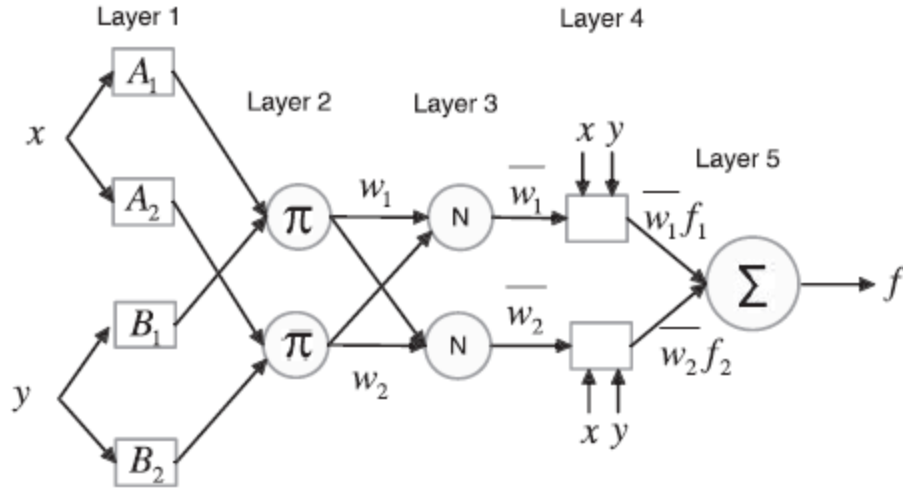 Layer 1
Layer 2
Layer 3
Layer 4
Layer 5
x
A₁
A₂
y
B₁
B₂
π
π
w₁
w₂
N
N
w̅₁
w̅₂
x y
x y
w̅₁f₁
w̅₂f₂
Σ
f